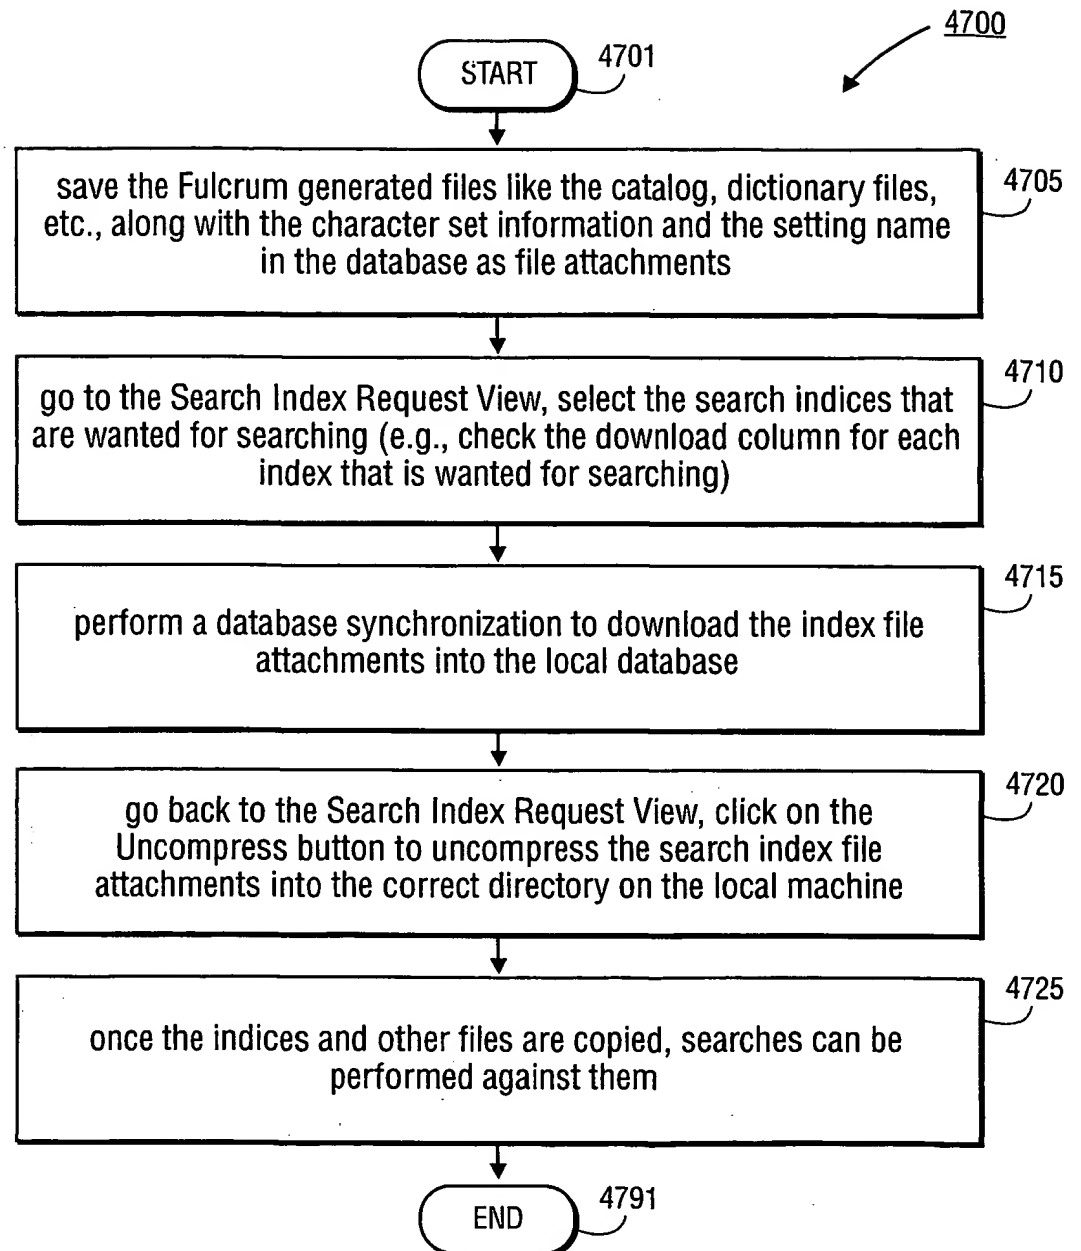 4700
START
4701
save the Fulcrum generated files like the catalog, dictionary files,
etc., along with the character set information and the setting name
in the database as file attachments
4705
go to the Search Index Request View, select the search indices that
are wanted for searching (e.g., check the download column for each
index that is wanted for searching)
4710
perform a database synchronization to download the index file
attachments into the local database
4715
go back to the Search Index Request View, click on the
Uncompress button to uncompress the search index file
attachments into the correct directory on the local machine
4720
once the indices and other files are copied, searches can be
performed against them
4725
END
4791